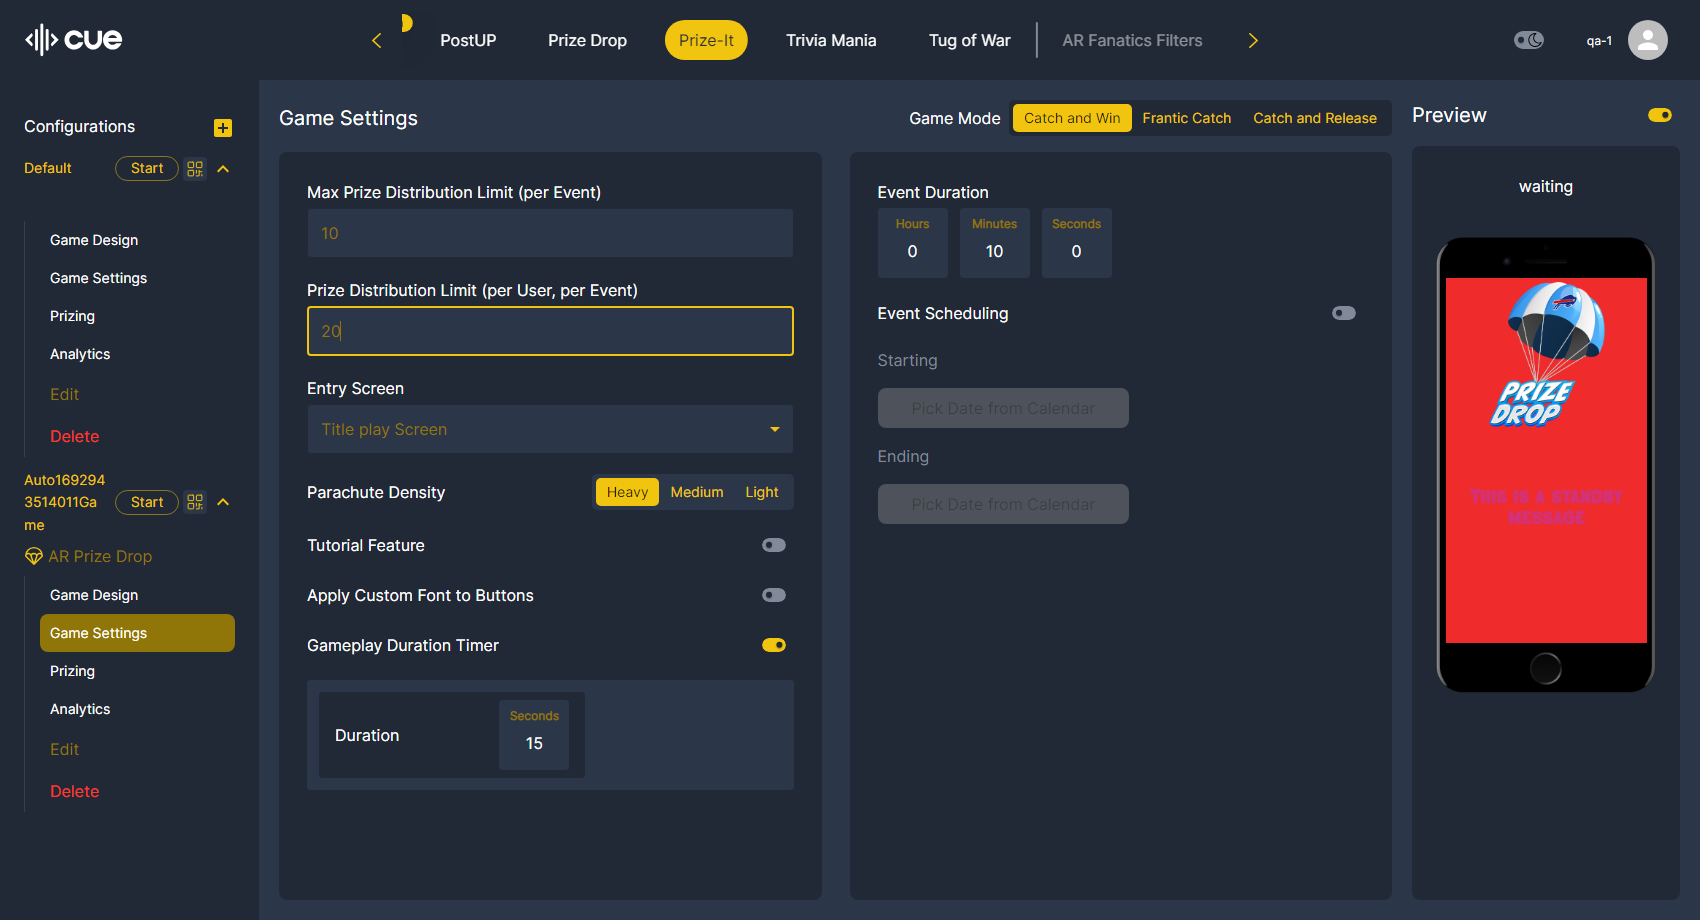 cue
PostUP
Prize Drop
Prize-It
Trivia Mania
Tug of War
AR Fanatics Filters
qa-1
Configurations
Default
Start
Game Design
Game Settings
Prizing
Analytics
Edit
Delete
Auto169294
3514011Ga
me
Start
AR Prize Drop
Game Design
Game Settings
Prizing
Analytics
Edit
Delete
Game Settings
Game Mode
Catch and Win
Frantic Catch
Catch and Release
Max Prize Distribution Limit (per Event)
10
Prize Distribution Limit (per User, per Event)
20
Entry Screen
Title play Screen
Parachute Density
Heavy
Medium
Light
Tutorial Feature
Apply Custom Font to Buttons
Gameplay Duration Timer
Duration
Seconds
15
Event Duration
Hours
Minutes
Seconds
0
10
0
Event Scheduling
Starting
Pick Date from Calendar
Ending
Pick Date from Calendar
Preview
waiting
PRIZE
DROP
THIS IS A STANDBY
MESSAGE